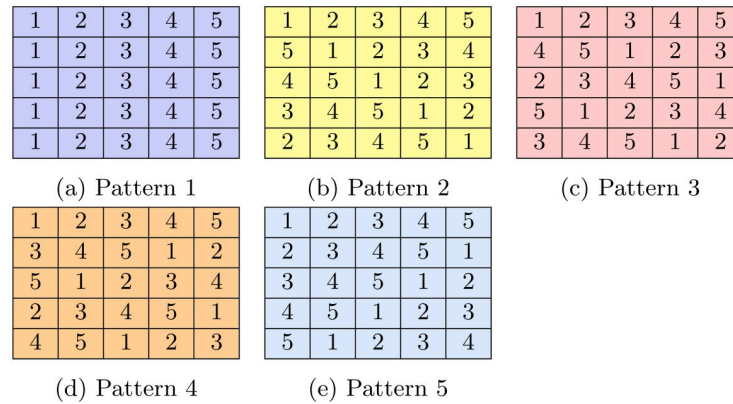 1 2 3 4 5
1 2 3 4 5
1 2 3 4 5
1 2 3 4 5
1 2 3 4 5
(a) Pattern 1
1 2 3 4 5
5 1 2 3 4
4 5 1 2 3
3 4 5 1 2
2 3 4 5 1
(b) Pattern 2
1 2 3 4 5
4 5 1 2 3
2 3 4 5 1
5 1 2 3 4
3 4 5 1 2
(c) Pattern 3
1 2 3 4 5
3 4 5 1 2
5 1 2 3 4
2 3 4 5 1
4 5 1 2 3
(d) Pattern 4
1 2 3 4 5
2 3 4 5 1
3 4 5 1 2
4 5 1 2 3
5 1 2 3 4
(e) Pattern 5